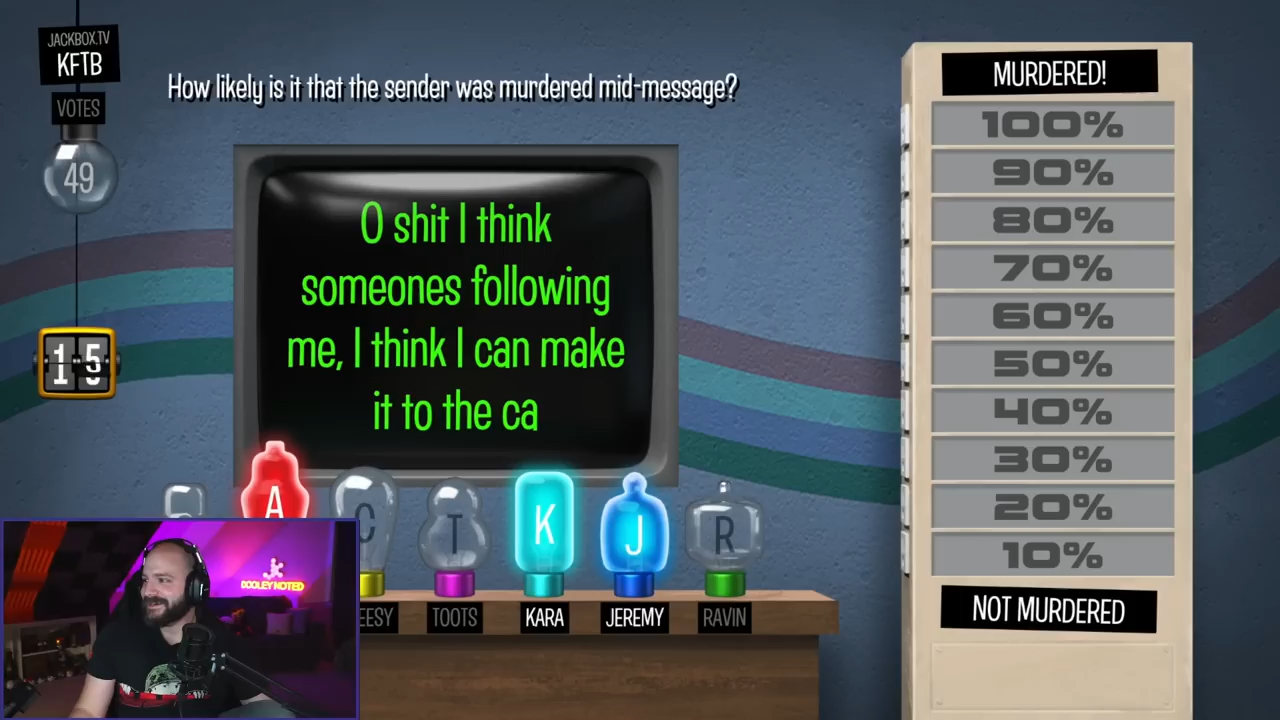 JACKBOX.TV
KFTB
VOTES
49
15
How likely is it that the sender was murdered mid-message?
O shit I think
someones following
me, I think I can make
it to the ca
MURDERED!
100%
90%
80%
70%
60%
50%
40%
30%
20%
10%
NOT MURDERED
A
C
T
K
J
R
EESY
TOOTS
KARA
JEREMY
RAVIN
jk
DOOLEY NOTED